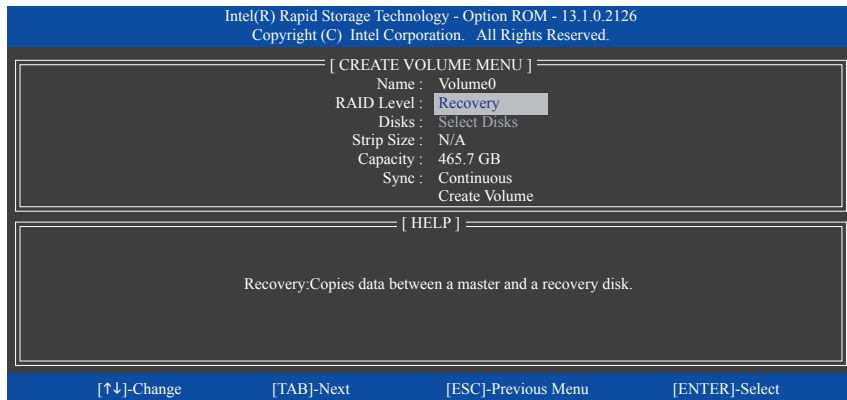 Intel(R) Rapid Storage Technology - Option ROM - 13.1.0.2126
Copyright (C) Intel Corporation. All Rights Reserved.
[ CREATE VOLUME MENU ]
Name : Volume0
RAID Level : Recovery
Disks : Select Disks
Strip Size : N/A
Capacity : 465.7 GB
Sync : Continuous
Create Volume
[ HELP ]
Recovery:Copies data between a master and a recovery disk.
[↑↓]-Change [TAB]-Next [ESC]-Previous Menu [ENTER]-Select